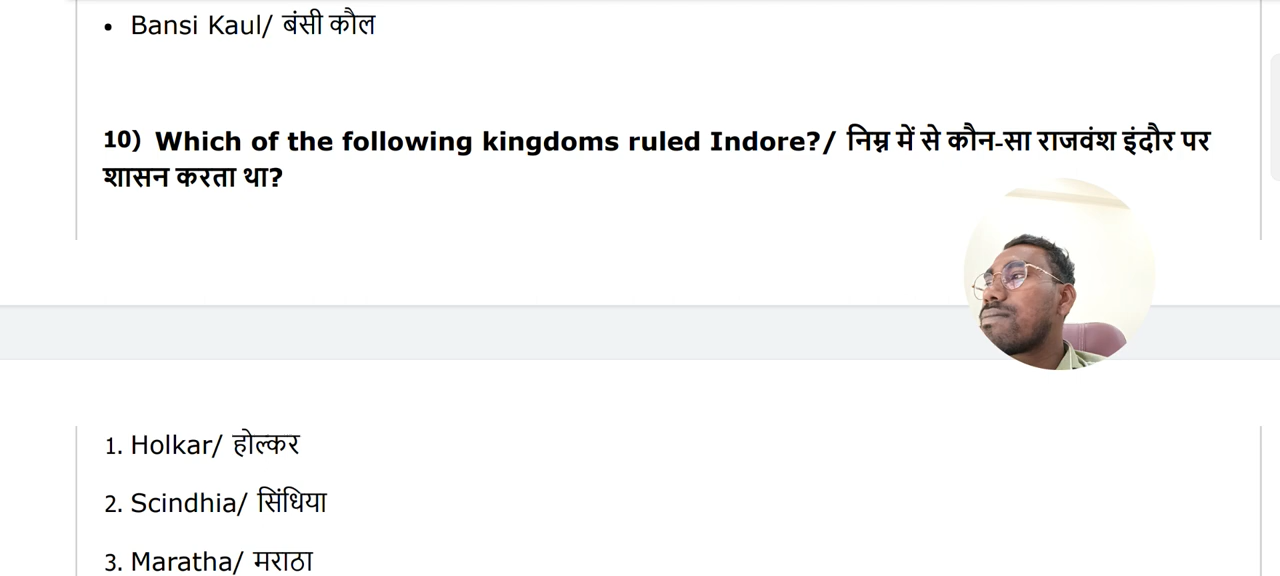 • Bansi Kaul/ बंसी कौल
10) Which of the following kingdoms ruled Indore?/ निम्न में से कौन-सा राजवंश इंदौर पर
शासन करता था?
1. Holkar/ होल्कर
2. Scindhia/ सिंधिया
3. Maratha/ मराठा